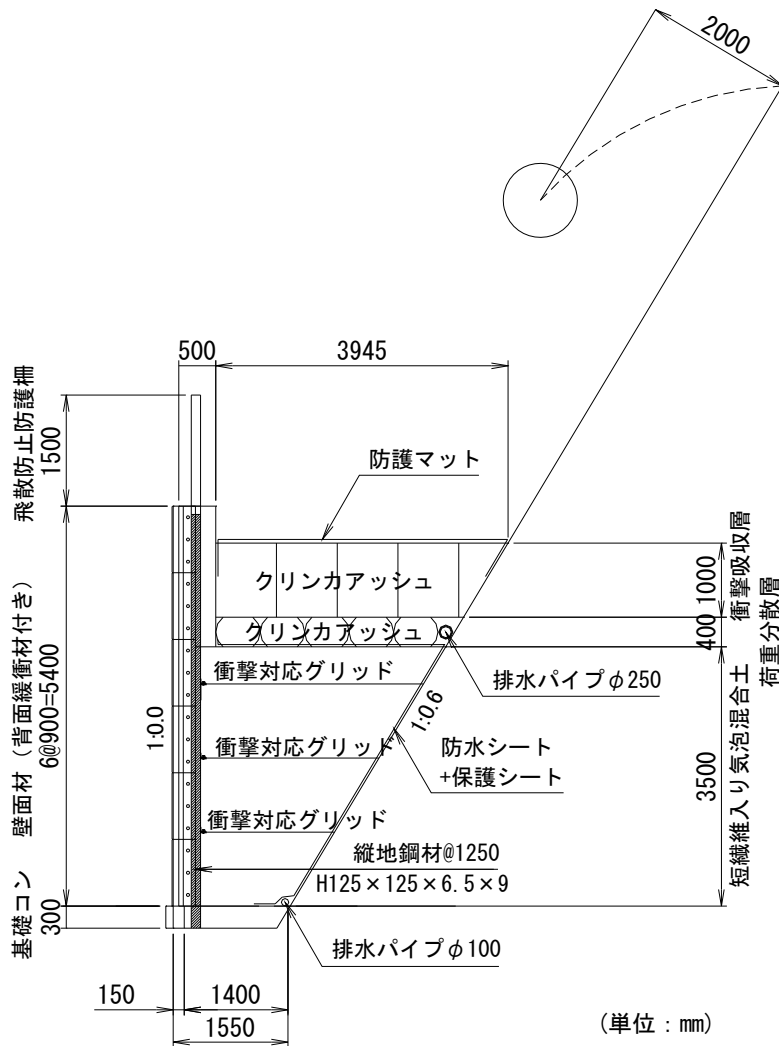 2000
500
3945
飛散防止防護柵
1500
防護マット
クリンカアッシュ
衝撃吸収層
1000
クリンカアッシュ
400
荷重分散層
排水パイプφ250
壁面材（背面緩衝材付き）
6@900=5400
1:0.0
衝撃対応グリッド
1:0.6
衝撃対応グリッド
防水シート
+保護シート
衝撃対応グリッド
短繊維入り気泡混合土
3500
縦地鋼材@1250
H125×125×6.5×9
基礎コン
300
排水パイプφ100
150
1400
1550
(単位：mm)